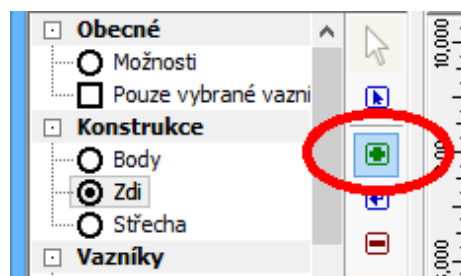 Obecné
Možnosti
Pouze vybrané vazni
Konstrukce
Body
Zdi
Střecha
Vazníky
10,000